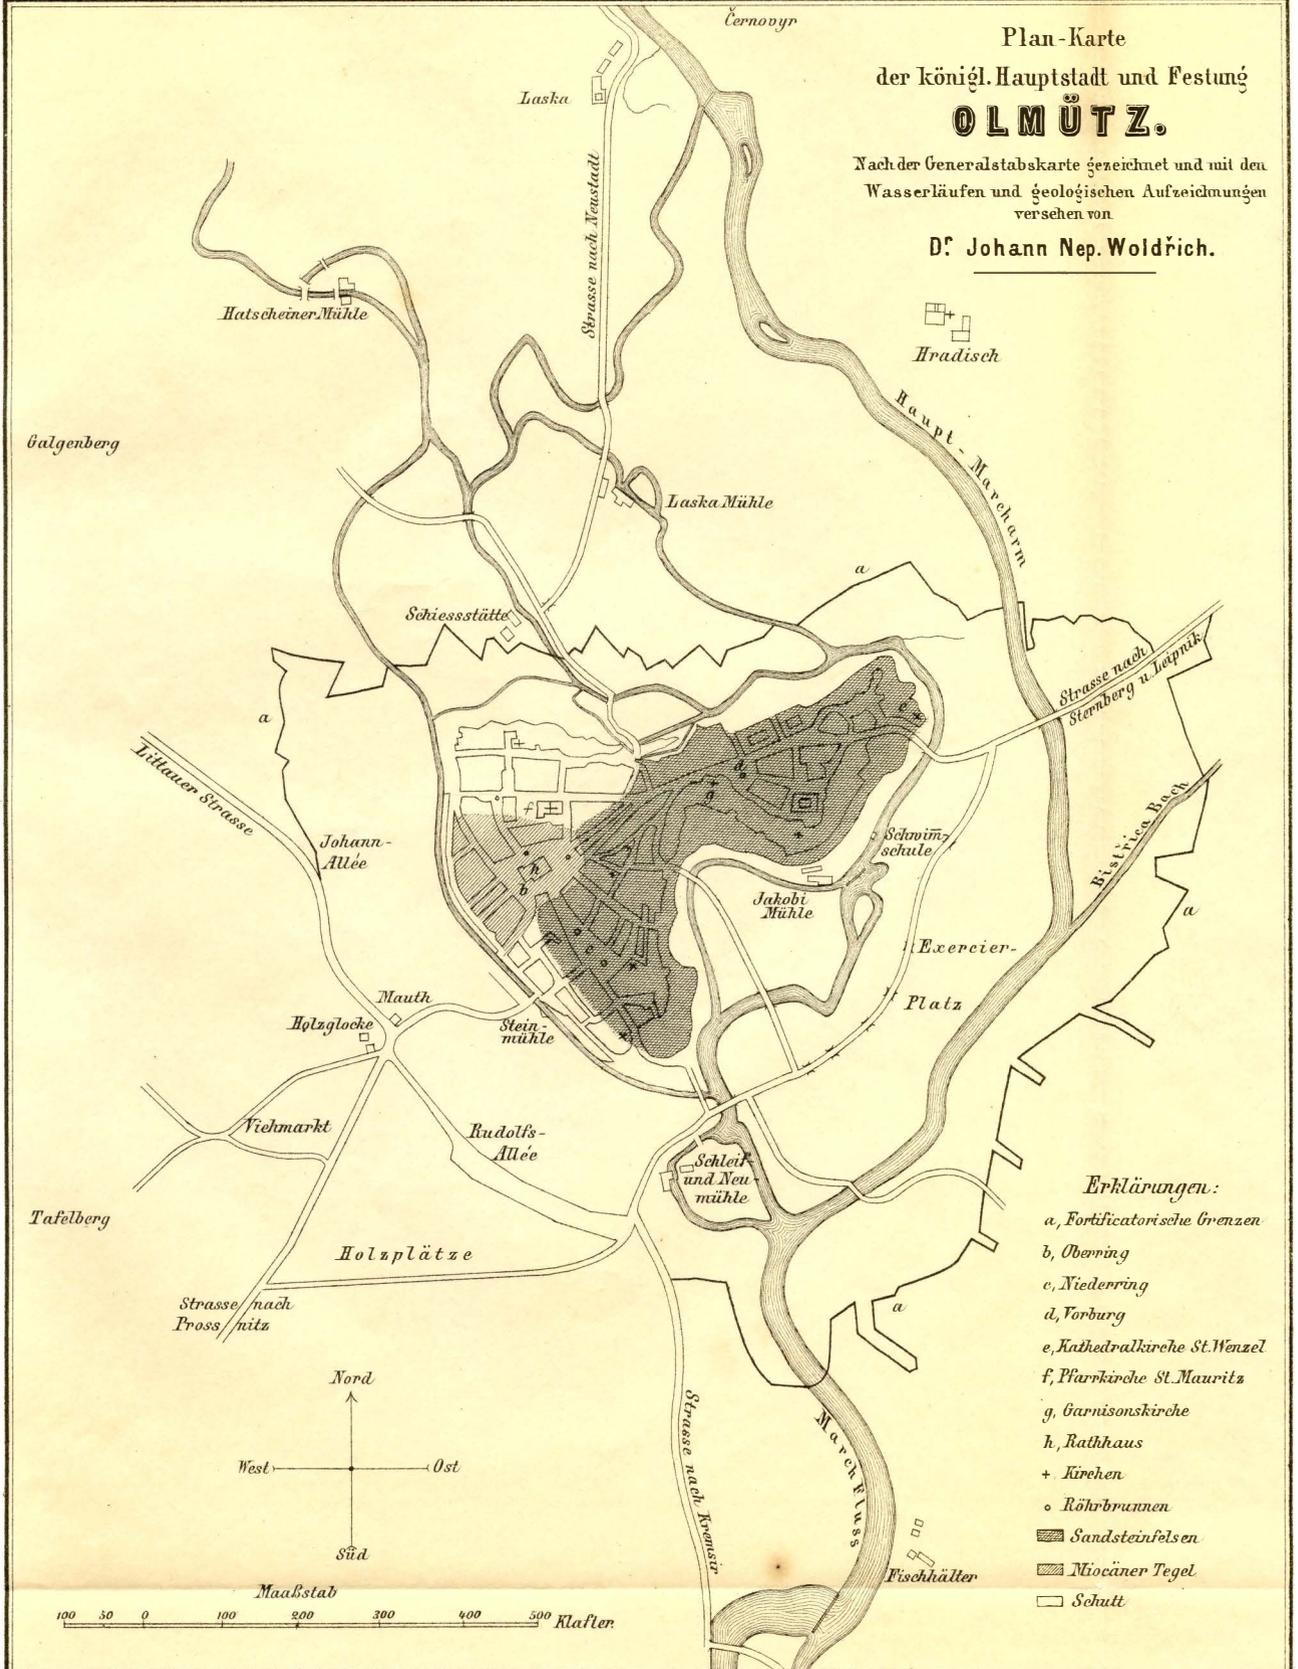 Černovyr
Plan-Karte
der königl. Hauptstadt und Festung
OLMÜTZ.
Nach der Generalstabskarte gezeichnet und mit den
Wasserläufen und geologischen Aufzeichnungen
versehen von
Dr. Johann Nep. Woldřich.
Laska
Strasse nach Neustadt
Hatscheiner Mühle
Hradisch
Haupt-Marcharm
Galgenberg
Laska Mühle
a
Schiessstätte
Strasse nach
Sternberg u. Leipnik
a
Littauer Strasse
e
d
g
f
Johann-
Allée
Schwim-
schule
Bistřica Bach
h
b
Jakobi
Mühle
a
c
Exercier-
Platz
Mauth
Holzglocke
Stein-
mühle
Viehmarkt
Rudolfs-
Allée
Schleif-
und Neu-
mühle
Tafelberg
Holzplätze
Strasse nach
Prossnitz
a
Erklärungen:
a, Fortificatorische Grenzen
b, Oberring
c, Niederring
d, Vorburg
e, Kathedralkirche St. Wenzel
f, Pfarrkirche St. Mauritz
g, Garnisonskirche
h, Rathhaus
+ Kirchen
o Röhrbrunnen
Sandsteinfelsen
Miocäner Tegel
Schutt
Nord
West
Ost
Süd
Strasse nach Kremsir
March Fluss
Fischhälter
Maaßstab
100 50 0 100 200 300 400 500 Klafter.